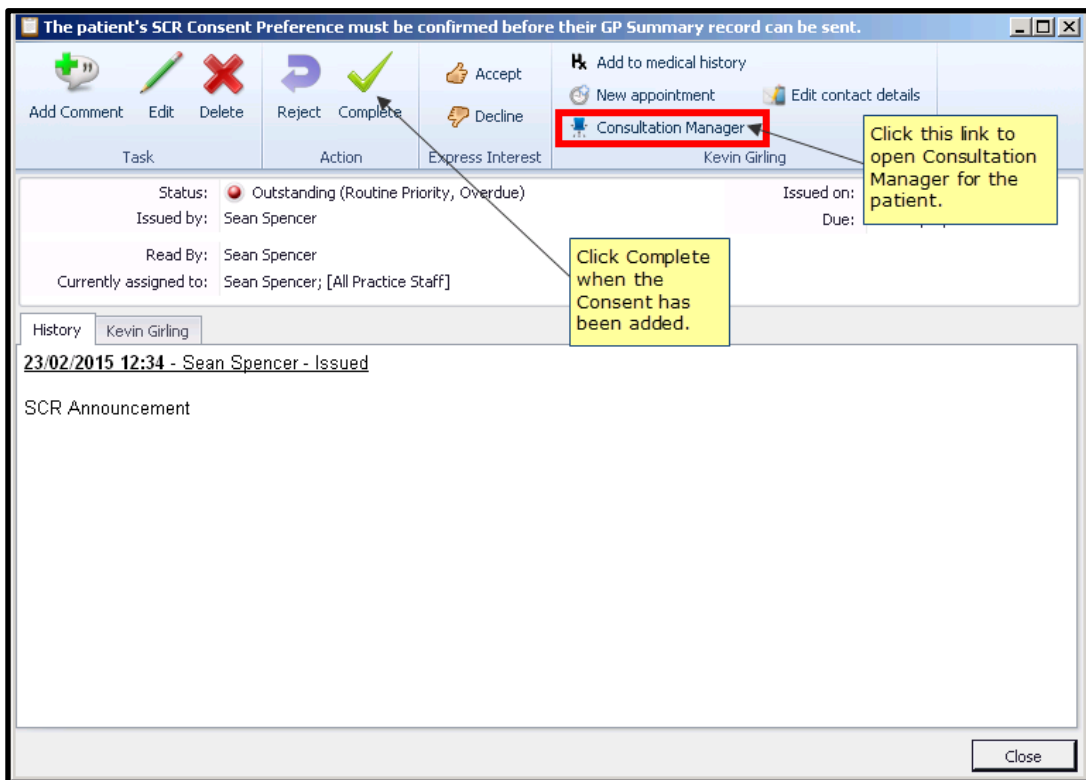 The patient's SCR Consent Preference must be confirmed before their GP Summary record can be sent.
Add Comment
Edit
Delete
Task
Reject
Complete
Action
Accept
Decline
Express Interest
Add to medical history
New appointment
Edit contact details
Consultation Manager
Kevin Girling
Click this link to
open Consultation
Manager for the
patient.
Status: Outstanding (Routine Priority, Overdue)
Issued on:
Issued by: Sean Spencer
Due:
Read By: Sean Spencer
Currently assigned to: Sean Spencer; [All Practice Staff]
Click Complete
when the
Consent has
been added.
History
Kevin Girling
23/02/2015 12:34 - Sean Spencer - Issued
SCR Announcement
Close